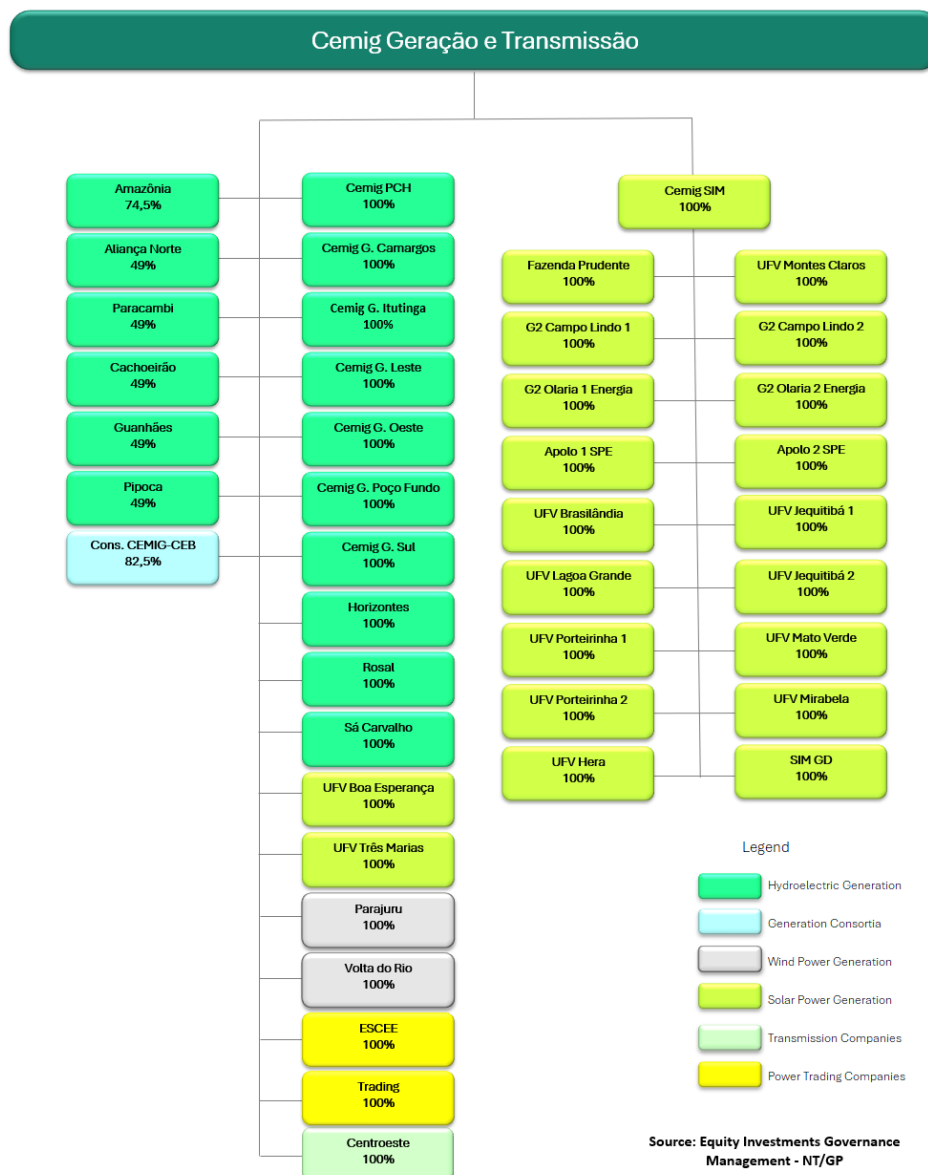 Cemig Geração e Transmissão
Amazônia
74,5%
Aliança Norte
49%
Paracambi
49%
Cachoeirão
49%
Guanhães
49%
Pipoca
49%
Cons. CEMIG-CEB
82,5%
Cemig PCH
100%
Cemig G. Camargos
100%
Cemig G. Itutinga
100%
Cemig G. Leste
100%
Cemig G. Oeste
100%
Cemig G. Poço Fundo
100%
Cemig G. Sul
100%
Horizontes
100%
Rosal
100%
Sá Carvalho
100%
UFV Boa Esperança
100%
UFV Três Marias
100%
Parajuru
100%
Volta do Rio
100%
ESCEE
100%
Trading
100%
Centroeste
100%
Cemig SIM
100%
Fazenda Prudente
100%
G2 Campo Lindo 1
100%
G2 Olaria 1 Energia
100%
Apolo 1 SPE
100%
UFV Brasilândia
100%
UFV Lagoa Grande
100%
UFV Porteirinha 1
100%
UFV Porteirinha 2
100%
UFV Hera
100%
UFV Montes Claros
100%
G2 Campo Lindo 2
100%
G2 Olaria 2 Energia
100%
Apolo 2 SPE
100%
UFV Jequitibá 1
100%
UFV Jequitibá 2
100%
UFV Mato Verde
100%
UFV Mirabela
100%
SIM GD
100%
Legend
Hydroelectric Generation
Generation Consortia
Wind Power Generation
Solar Power Generation
Transmission Companies
Power Trading Companies
Source: Equity Investments Governance
Management - NT/GP